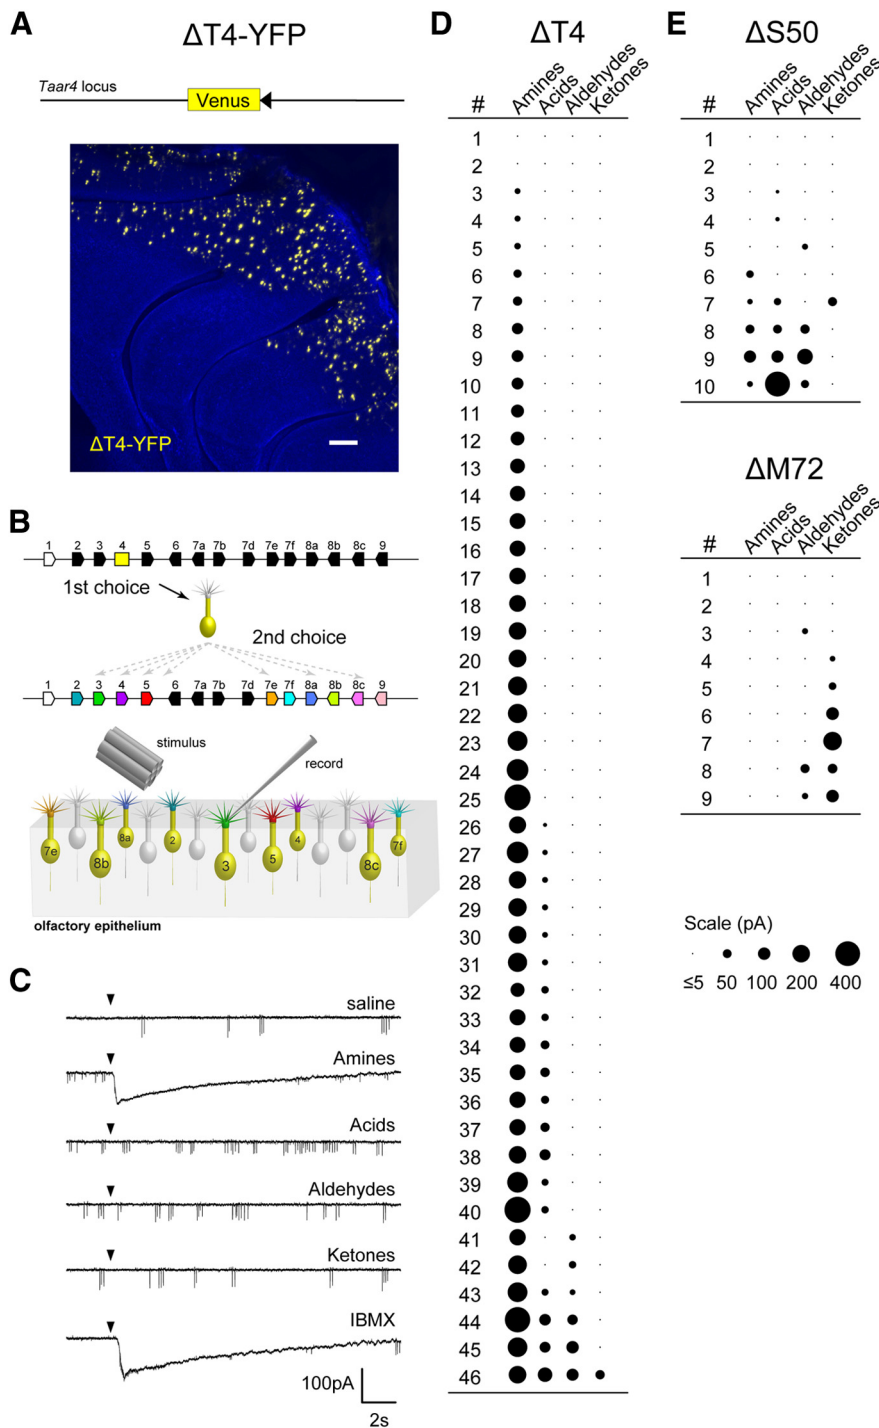 A
ΔT4-YFP
Taar4 locus
Venus
ΔT4-YFP
B
1 2 3 4 5 6 7a 7b 7d 7e 7f 8a 8b 8c 9
1st choice
2nd choice
1 2 3 4 5 6 7a 7b 7d 7e 7f 8a 8b 8c 9
stimulus
record
7e 8b 8a 2 3 5 4 8c 7f
olfactory epithelium
C
saline
Amines
Acids
Aldehydes
Ketones
IBMX
100pA
2s
D
ΔT4
# Amines Acids Aldehydes Ketones
1
2
3
4
5
6
7
8
9
10
11
12
13
14
15
16
17
18
19
20
21
22
23
24
25
26
27
28
29
30
31
32
33
34
35
36
37
38
39
40
41
42
43
44
45
46
E
ΔS50
# Amines Acids Aldehydes Ketones
1
2
3
4
5
6
7
8
9
10
ΔM72
# Amines Acids Aldehydes Ketones
1
2
3
4
5
6
7
8
9
Scale (pA)
≤5 50 100 200 400